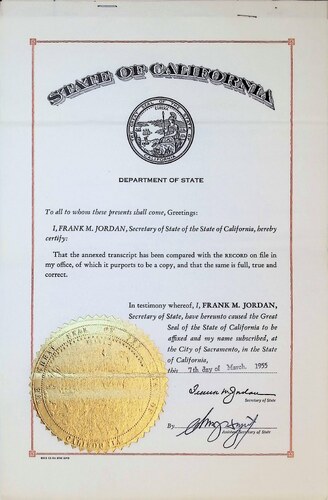 STATE OF CALIFORNIA
DEPARTMENT OF STATE
To all to whom these presents shall come, Greetings:
I, FRANK M. JORDAN, Secretary of State of the State of California, hereby
certify:
That the annexed transcript has been compared with the RECORD on file in
my office, of which it purports to be a copy, and that the same is full, true and
correct.
In testimony whereof, I, FRANK M. JORDAN,
Secretary of State, have hereunto caused the Great
Seal of the State of California to be
affixed and my name subscribed, at
the City of Sacramento, in the State
of California,
this 7th day of March, 1955
Frank M. Jordan
Secretary of State
By
Assistant Secretary of State
CALIFORNIA